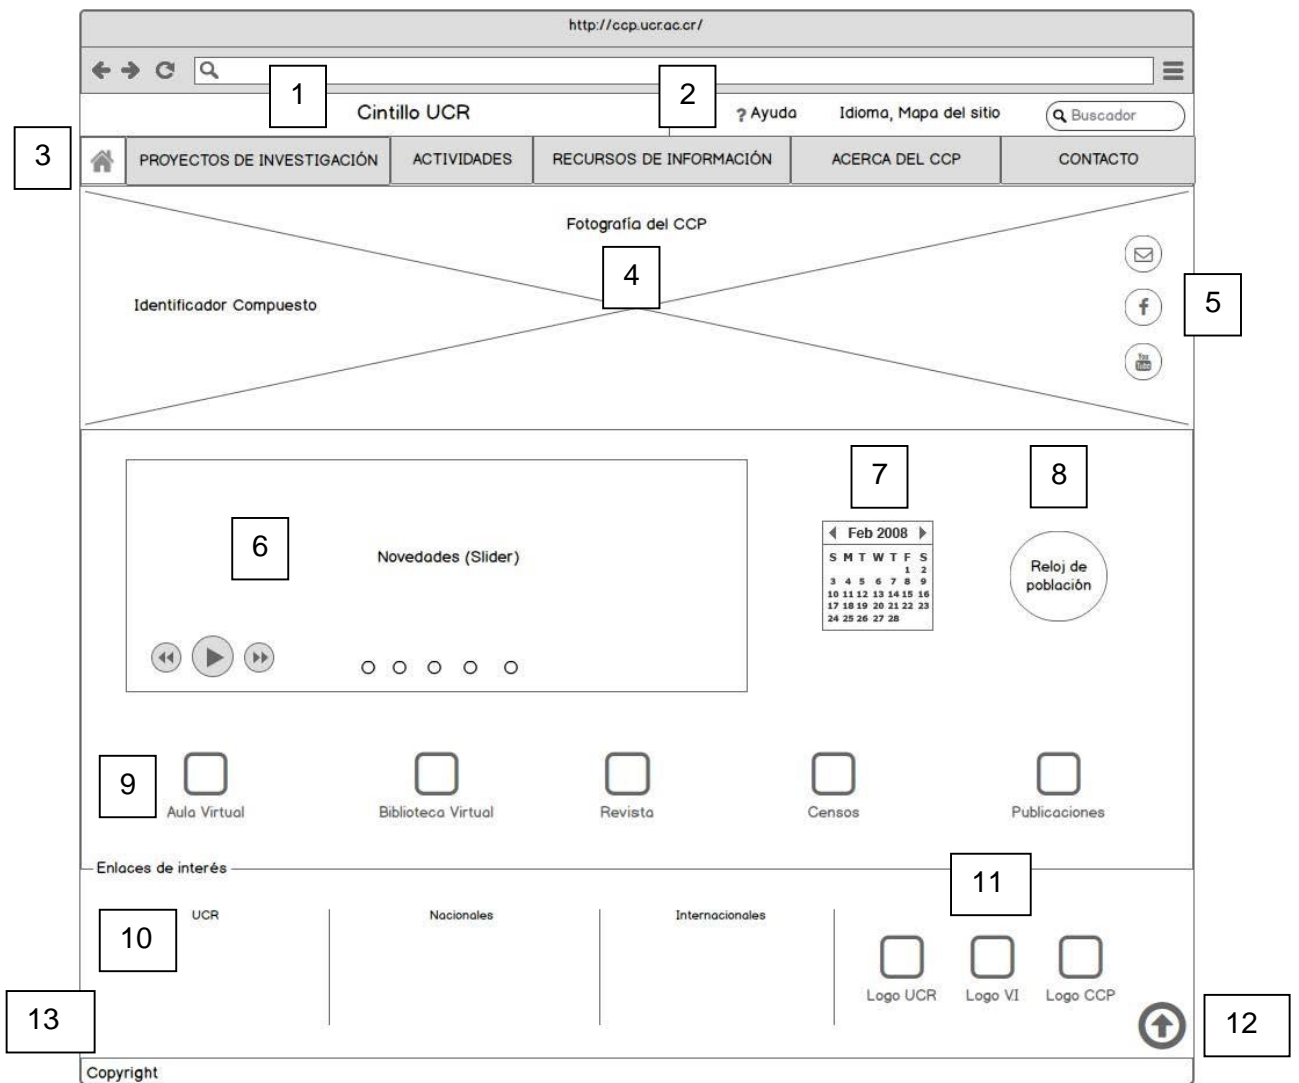 http://ccp.ucr.ac.cr/
1
2
Cintillo UCR
? Ayuda
Idioma, Mapa del sitio
Buscador
3
PROYECTOS DE INVESTIGACIÓN
ACTIVIDADES
RECURSOS DE INFORMACIÓN
ACERCA DEL CCP
CONTACTO
Fotografía del CCP
4
Identificador Compuesto
5
You Tube
6
Novedades (Slider)
7
Feb 2008
S M T W T F S
1 2
3 4 5 6 7 8 9
10 11 12 13 14 15 16
17 18 19 20 21 22 23
24 25 26 27 28
8
Reloj de
población
9
Aula Virtual
Biblioteca Virtual
Revista
Censos
Publicaciones
Enlaces de interés
10
UCR
Nacionales
Internacionales
11
Logo UCR
Logo VI
Logo CCP
12
13
Copyright